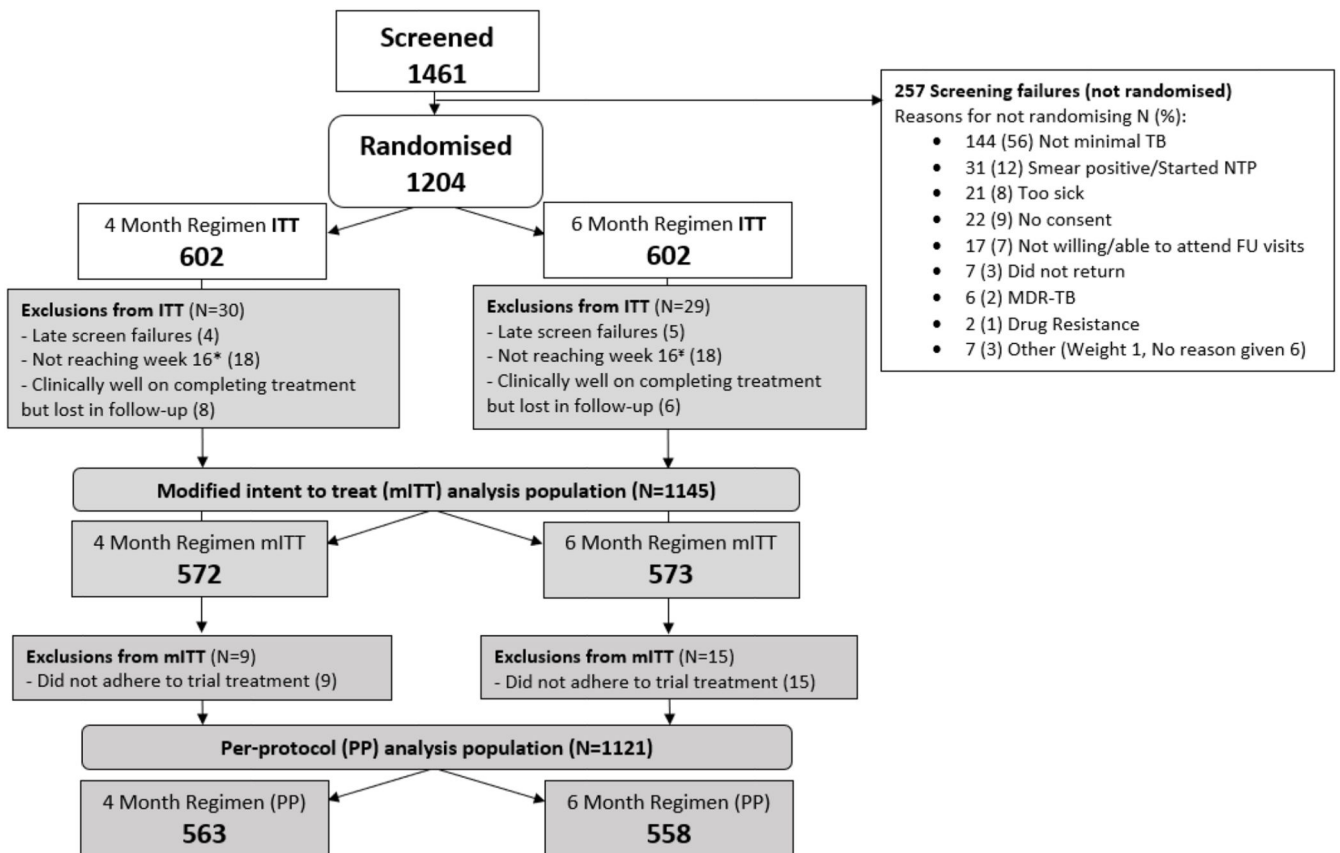 Screened
1461
257 Screening failures (not randomised)
Reasons for not randomising N (%):
• 144 (56) Not minimal TB
• 31 (12) Smear positive/Started NTP
• 21 (8) Too sick
• 22 (9) No consent
• 17 (7) Not willing/able to attend FU visits
• 7 (3) Did not return
• 6 (2) MDR-TB
• 2 (1) Drug Resistance
• 7 (3) Other (Weight 1, No reason given 6)
Randomised
1204
4 Month Regimen ITT
602
6 Month Regimen ITT
602
Exclusions from ITT (N=30)
- Late screen failures (4)
- Not reaching week 16* (18)
- Clinically well on completing treatment
but lost in follow-up (8)
Exclusions from ITT (N=29)
- Late screen failures (5)
- Not reaching week 16* (18)
- Clinically well on completing treatment
but lost in follow-up (6)
Modified intent to treat (mITT) analysis population (N=1145)
4 Month Regimen mITT
572
6 Month Regimen mITT
573
Exclusions from mITT (N=9)
- Did not adhere to trial treatment (9)
Exclusions from mITT (N=15)
- Did not adhere to trial treatment (15)
Per-protocol (PP) analysis population (N=1121)
4 Month Regimen (PP)
563
6 Month Regimen (PP)
558